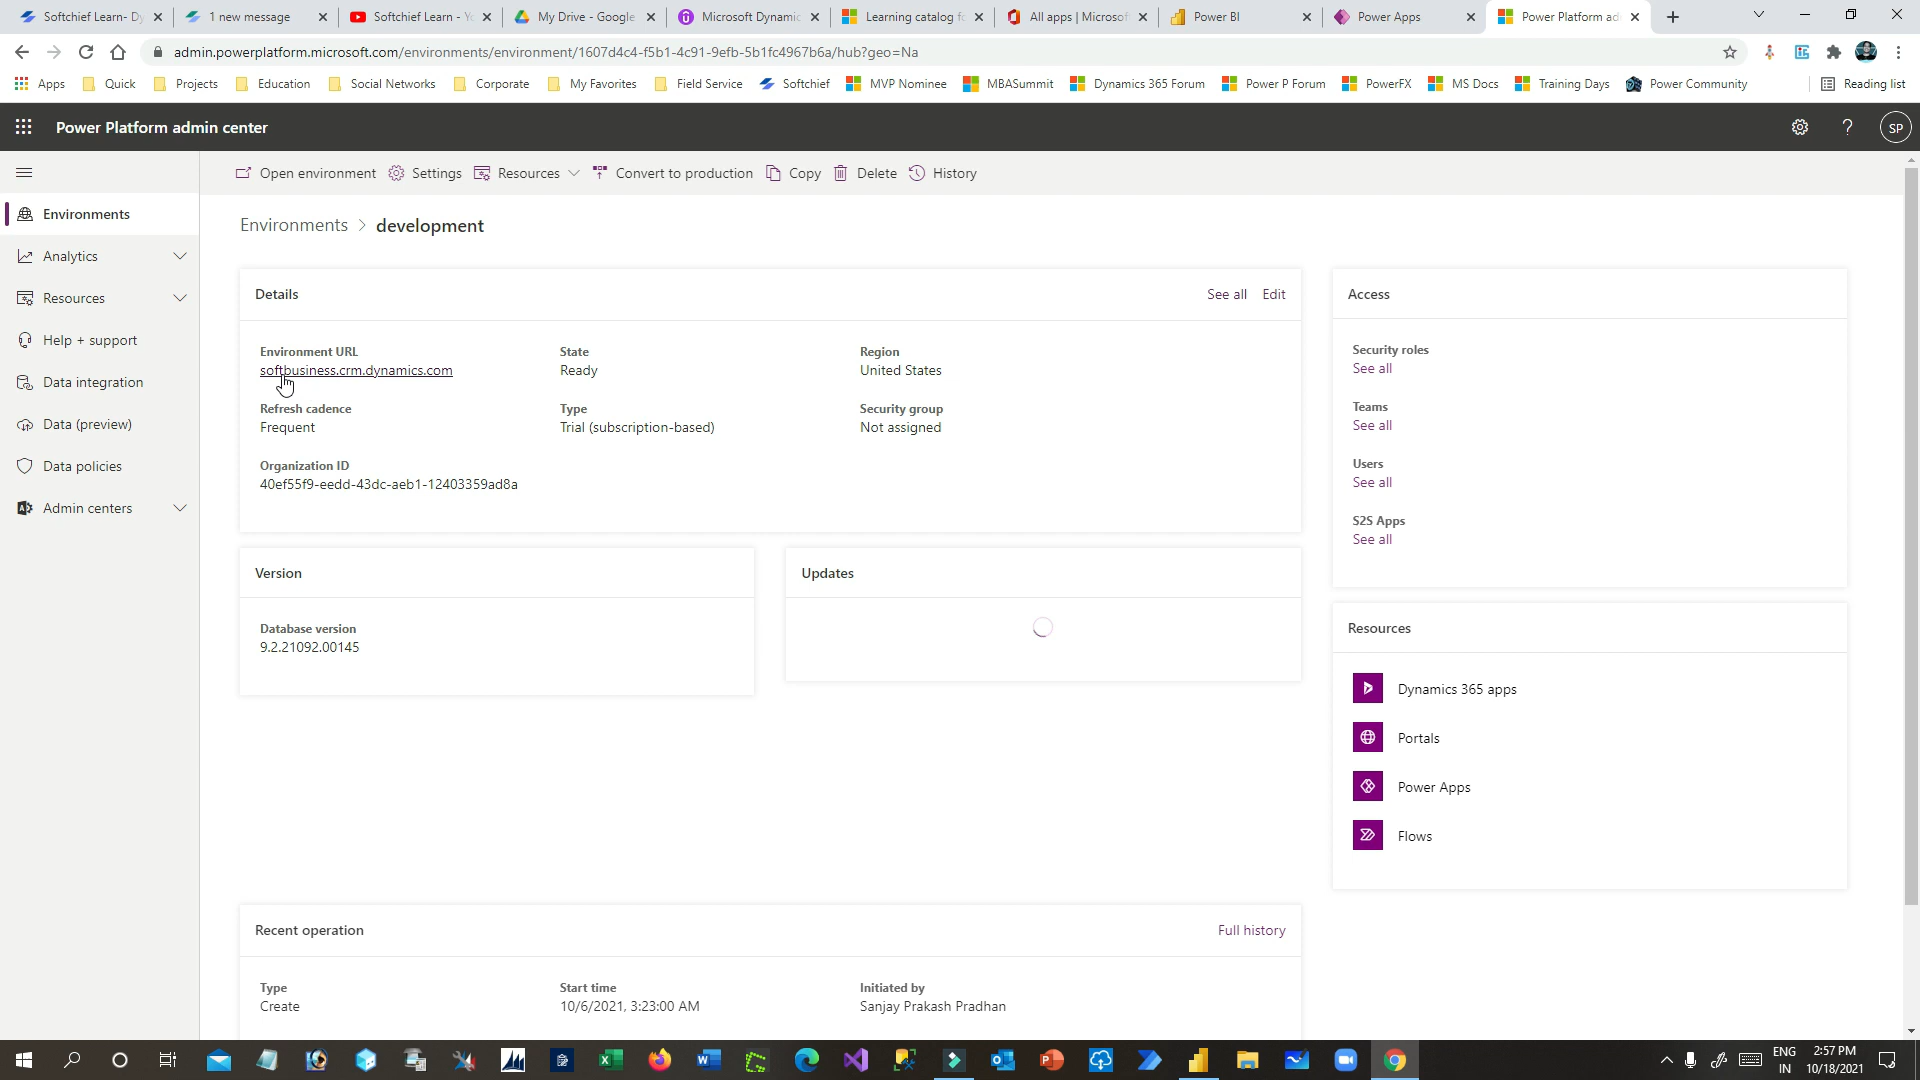 Softchief Learn- Dy
1 new message
Softchief Learn - Yo
My Drive - Google
Microsoft Dynamic
Learning catalog fo
All apps | Microsof
Power BI
Power Apps
Power Platform ad
admin.powerplatform.microsoft.com/environments/environment/1607d4c4-f5b1-4c91-9efb-5b1fc4967b6a/hub?geo=Na
Apps
Quick
Projects
Education
Social Networks
Corporate
My Favorites
Field Service
Softchief
MVP Nominee
MBASummit
Dynamics 365 Forum
Power P Forum
PowerFX
MS Docs
Training Days
Power Community
Reading list
Power Platform admin center
SP
Open environment
Settings
Resources
Convert to production
Copy
Delete
History
Environments
Analytics
Resources
Help + support
Data integration
Data (preview)
Data policies
Admin centers
Environments > development
Details
See all
Edit
Environment URL
softbusiness.crm.dynamics.com
State
Ready
Region
United States
Refresh cadence
Frequent
Type
Trial (subscription-based)
Security group
Not assigned
Organization ID
40ef55f9-eedd-43dc-aeb1-12403359ad8a
Version
Database version
9.2.21092.00145
Updates
Access
Security roles
See all
Teams
See all
Users
See all
S2S Apps
See all
Resources
Dynamics 365 apps
Portals
Power Apps
Flows
Recent operation
Full history
Type
Create
Start time
10/6/2021, 3:23:00 AM
Initiated by
Sanjay Prakash Pradhan
ENG
IN
2:57 PM
10/18/2021